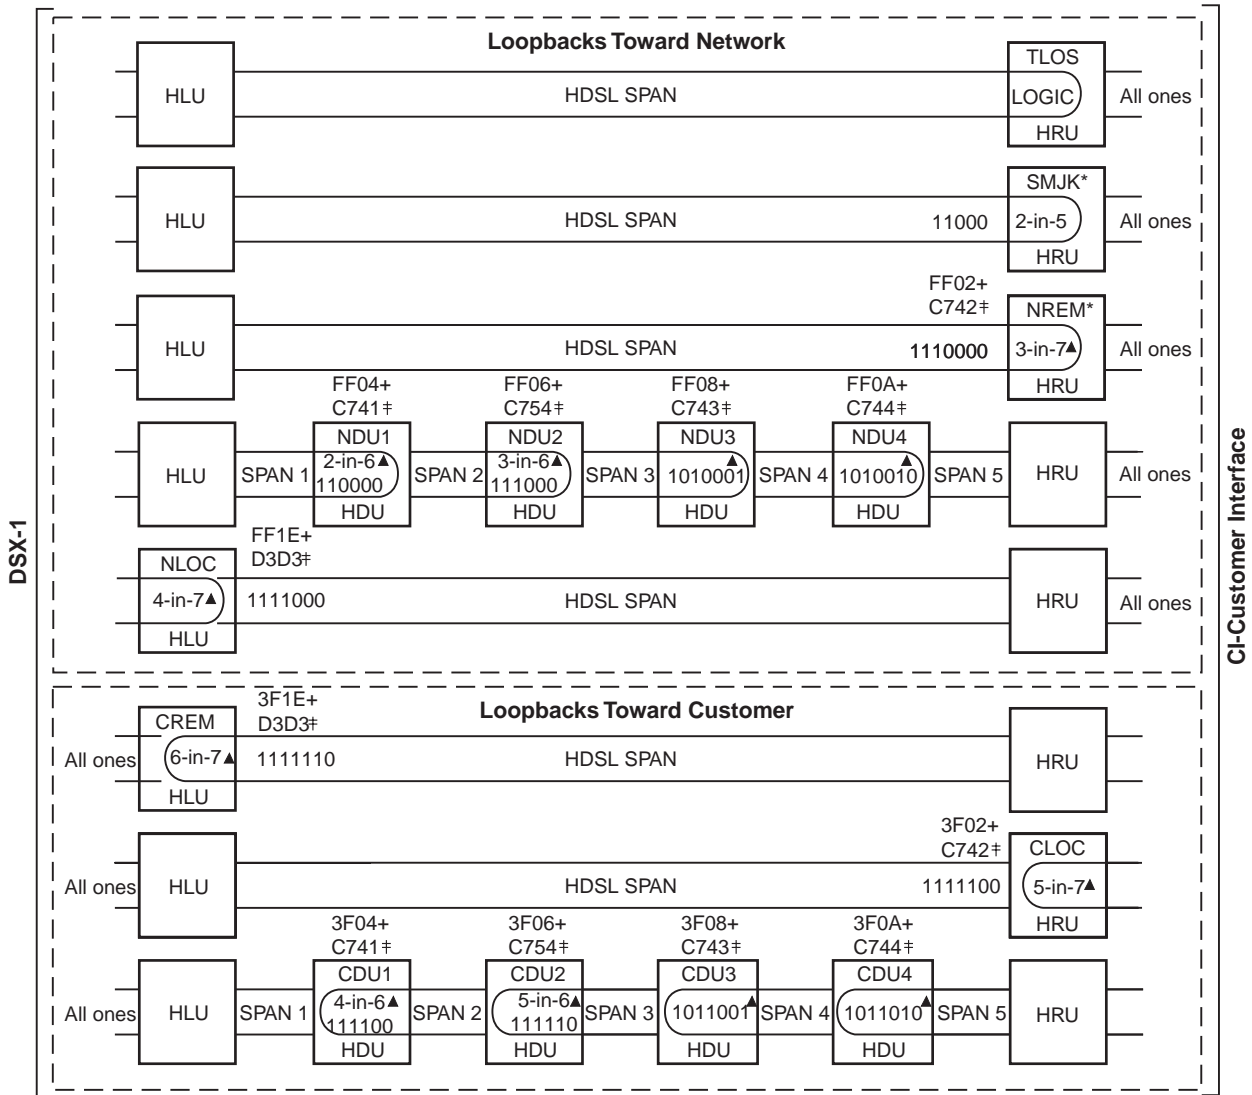 Loopbacks Toward Network
TLOS
HLU
HDSL SPAN
LOGIC
All ones
HRU
SMJK*
HLU
HDSL SPAN
11000
2-in-5
All ones
HRU
FF02+
C742‡
NREM*
HLU
HDSL SPAN
1110000
3-in-7▲
All ones
HRU
FF04+
C741‡
FF06+
C754‡
FF08+
C743‡
FF0A+
C744‡
NDU1
NDU2
NDU3
NDU4
HLU
SPAN 1
2-in-6▲
110000
SPAN 2
3-in-6▲
111000
SPAN 3
▲
1010001
SPAN 4
▲
1010010
SPAN 5
HRU
All ones
HDU
HDU
HDU
HDU
DSX-1
CI-Customer Interface
FF1E+
D3D3‡
NLOC
4-in-7▲
1111000
HDSL SPAN
HRU
All ones
HLU
3F1E+
D3D3‡
Loopbacks Toward Customer
CREM
All ones
6-in-7▲
1111110
HDSL SPAN
HRU
HLU
3F02+
C742‡
CLOC
All ones
HLU
HDSL SPAN
1111100
5-in-7▲
HRU
3F04+
C741‡
3F06+
C754‡
3F08+
C743‡
3F0A+
C744‡
CDU1
CDU2
CDU3
CDU4
All ones
HLU
SPAN 1
4-in-6▲
111100
SPAN 2
5-in-6▲
111110
SPAN 3
1011001▲
SPAN 4
1011010▲
SPAN 5
HRU
HDU
HDU
HDU
HDU